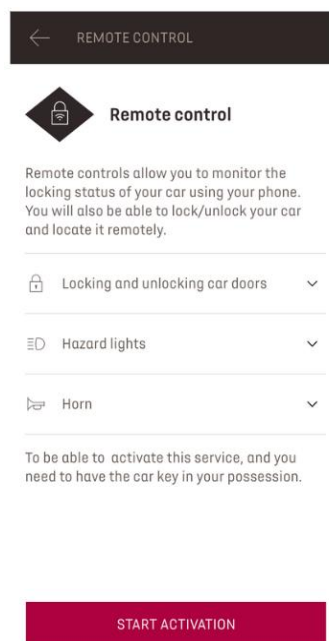 REMOTE CONTROL
Remote control
Remote controls allow you to monitor the
locking status of your car using your phone.
You will also be able to lock/unlock your car
and locate it remotely.
Locking and unlocking car doors
Hazard lights
Horn
To be able to activate this service, and you
need to have the car key in your possession.
START ACTIVATION